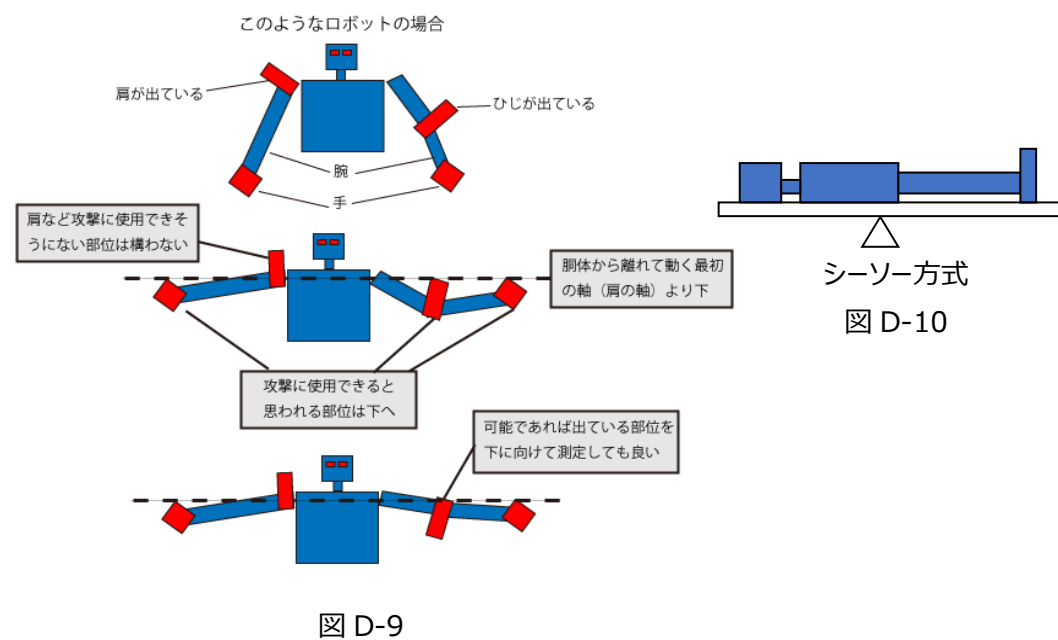 このようなロボットの場合
肩が出ている
ひじが出ている
腕
手
肩など攻撃に使用できそ
うにない部位は構わない
胴体から離れて動く最初
の軸（肩の軸）より下
攻撃に使用できると
思われる部位は下へ
可能であれば出ている部位を
下に向けて測定しても良い
図 D-9
シーソー方式
図 D-10